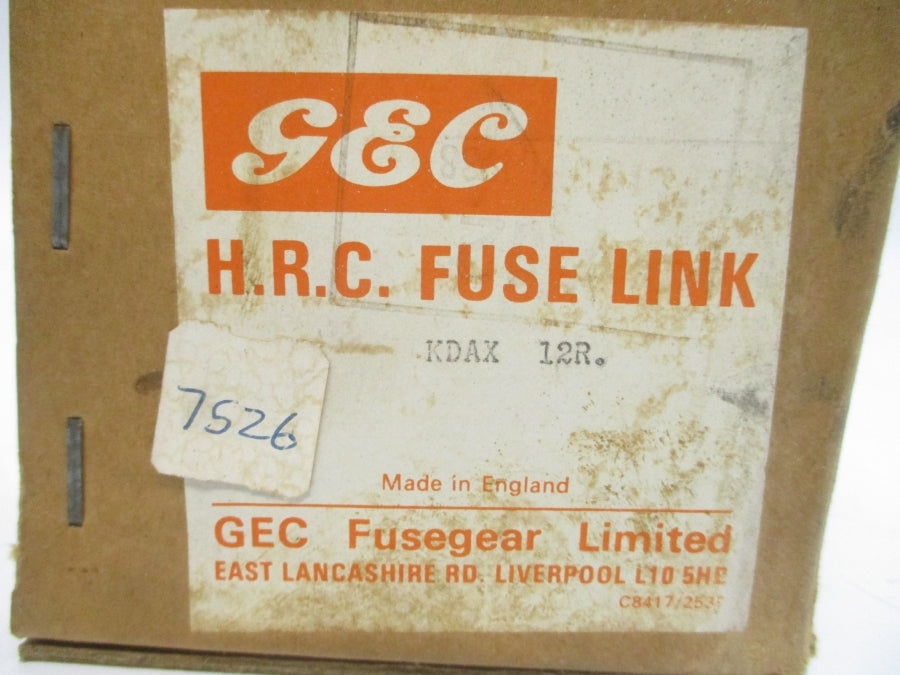 GEC
H.R.C. FUSE LINK
KDAX 12R.
7526
Made in England
GEC Fusegear Limited
EAST LANCASHIRE RD. LIVERPOOL L10 5HB